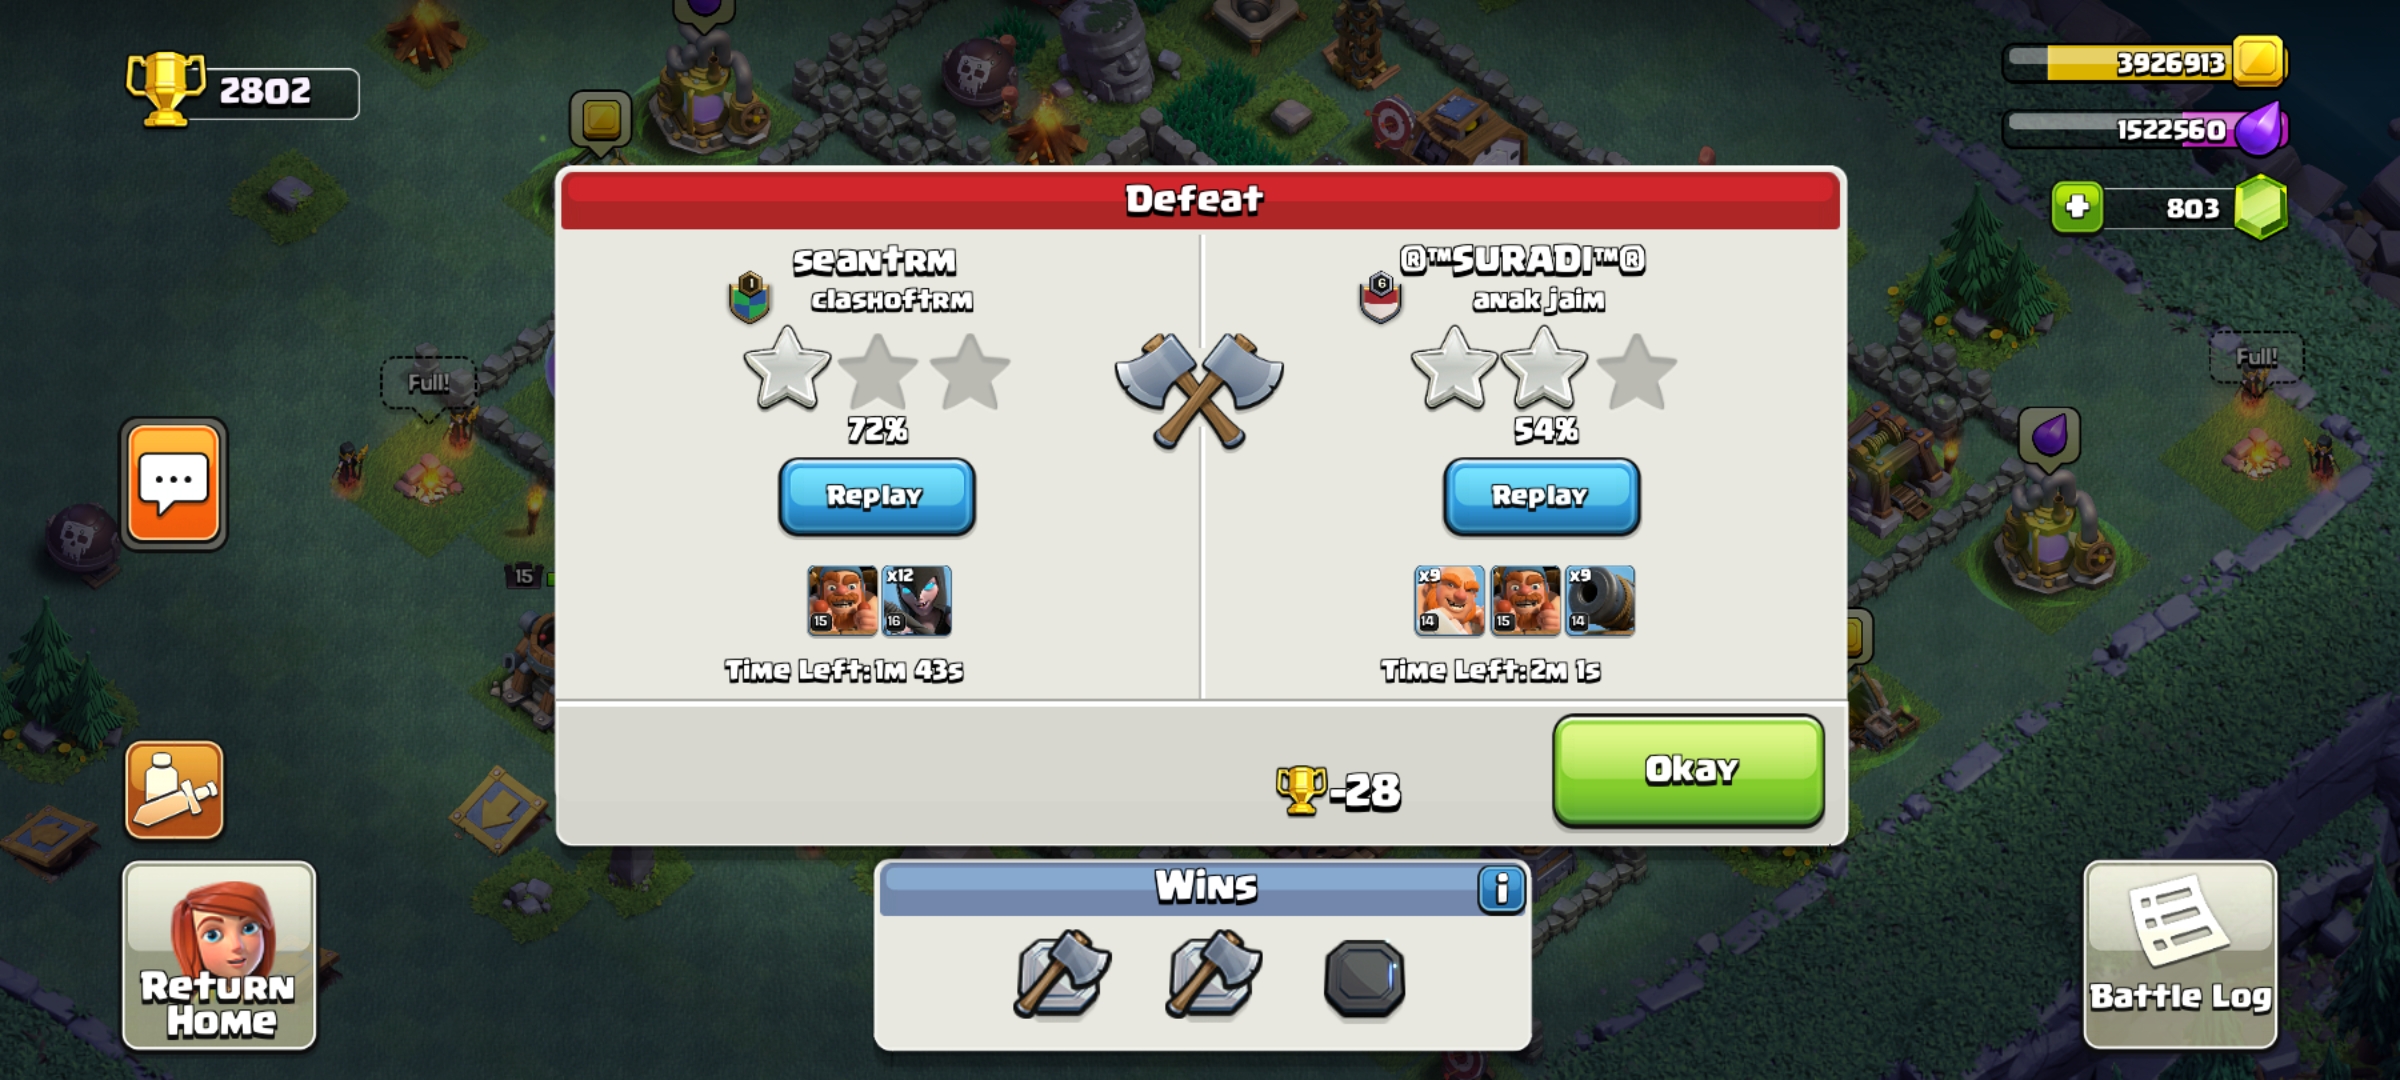 2802
3926913
1522560
803
Defeat
seantrm
clashoftrm
1
72%
Replay
15
x12
16
Time Left:1m 43s
®™SURADI™®
anak jaim
6
54%
Replay
x9
14
15
x9
14
Time Left:2m 1s
Full!
Full!
15
-28
Okay
Wins
i
Return
Home
Battle Log